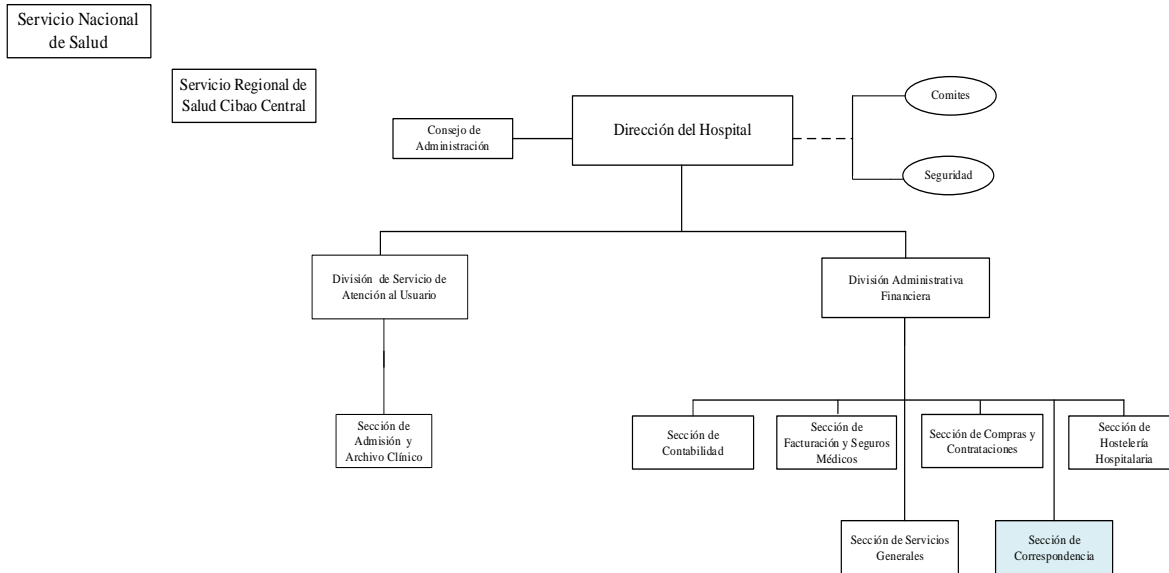 Servicio Nacional
de Salud
Servicio Regional de
Salud Cibao Central
Consejo de
Administración
Dirección del Hospital
Comites
Seguridad
División de Servicio de
Atención al Usuario
División Administrativa
Financiera
Sección de
Admisión y
Archivo Clínico
Sección de
Contabilidad
Sección de
Facturación y Seguros
Médicos
Sección de Compras y
Contrataciones
Sección de
Hostelería
Hospitalaria
Sección de Servicios
Generales
Sección de
Correspondencia